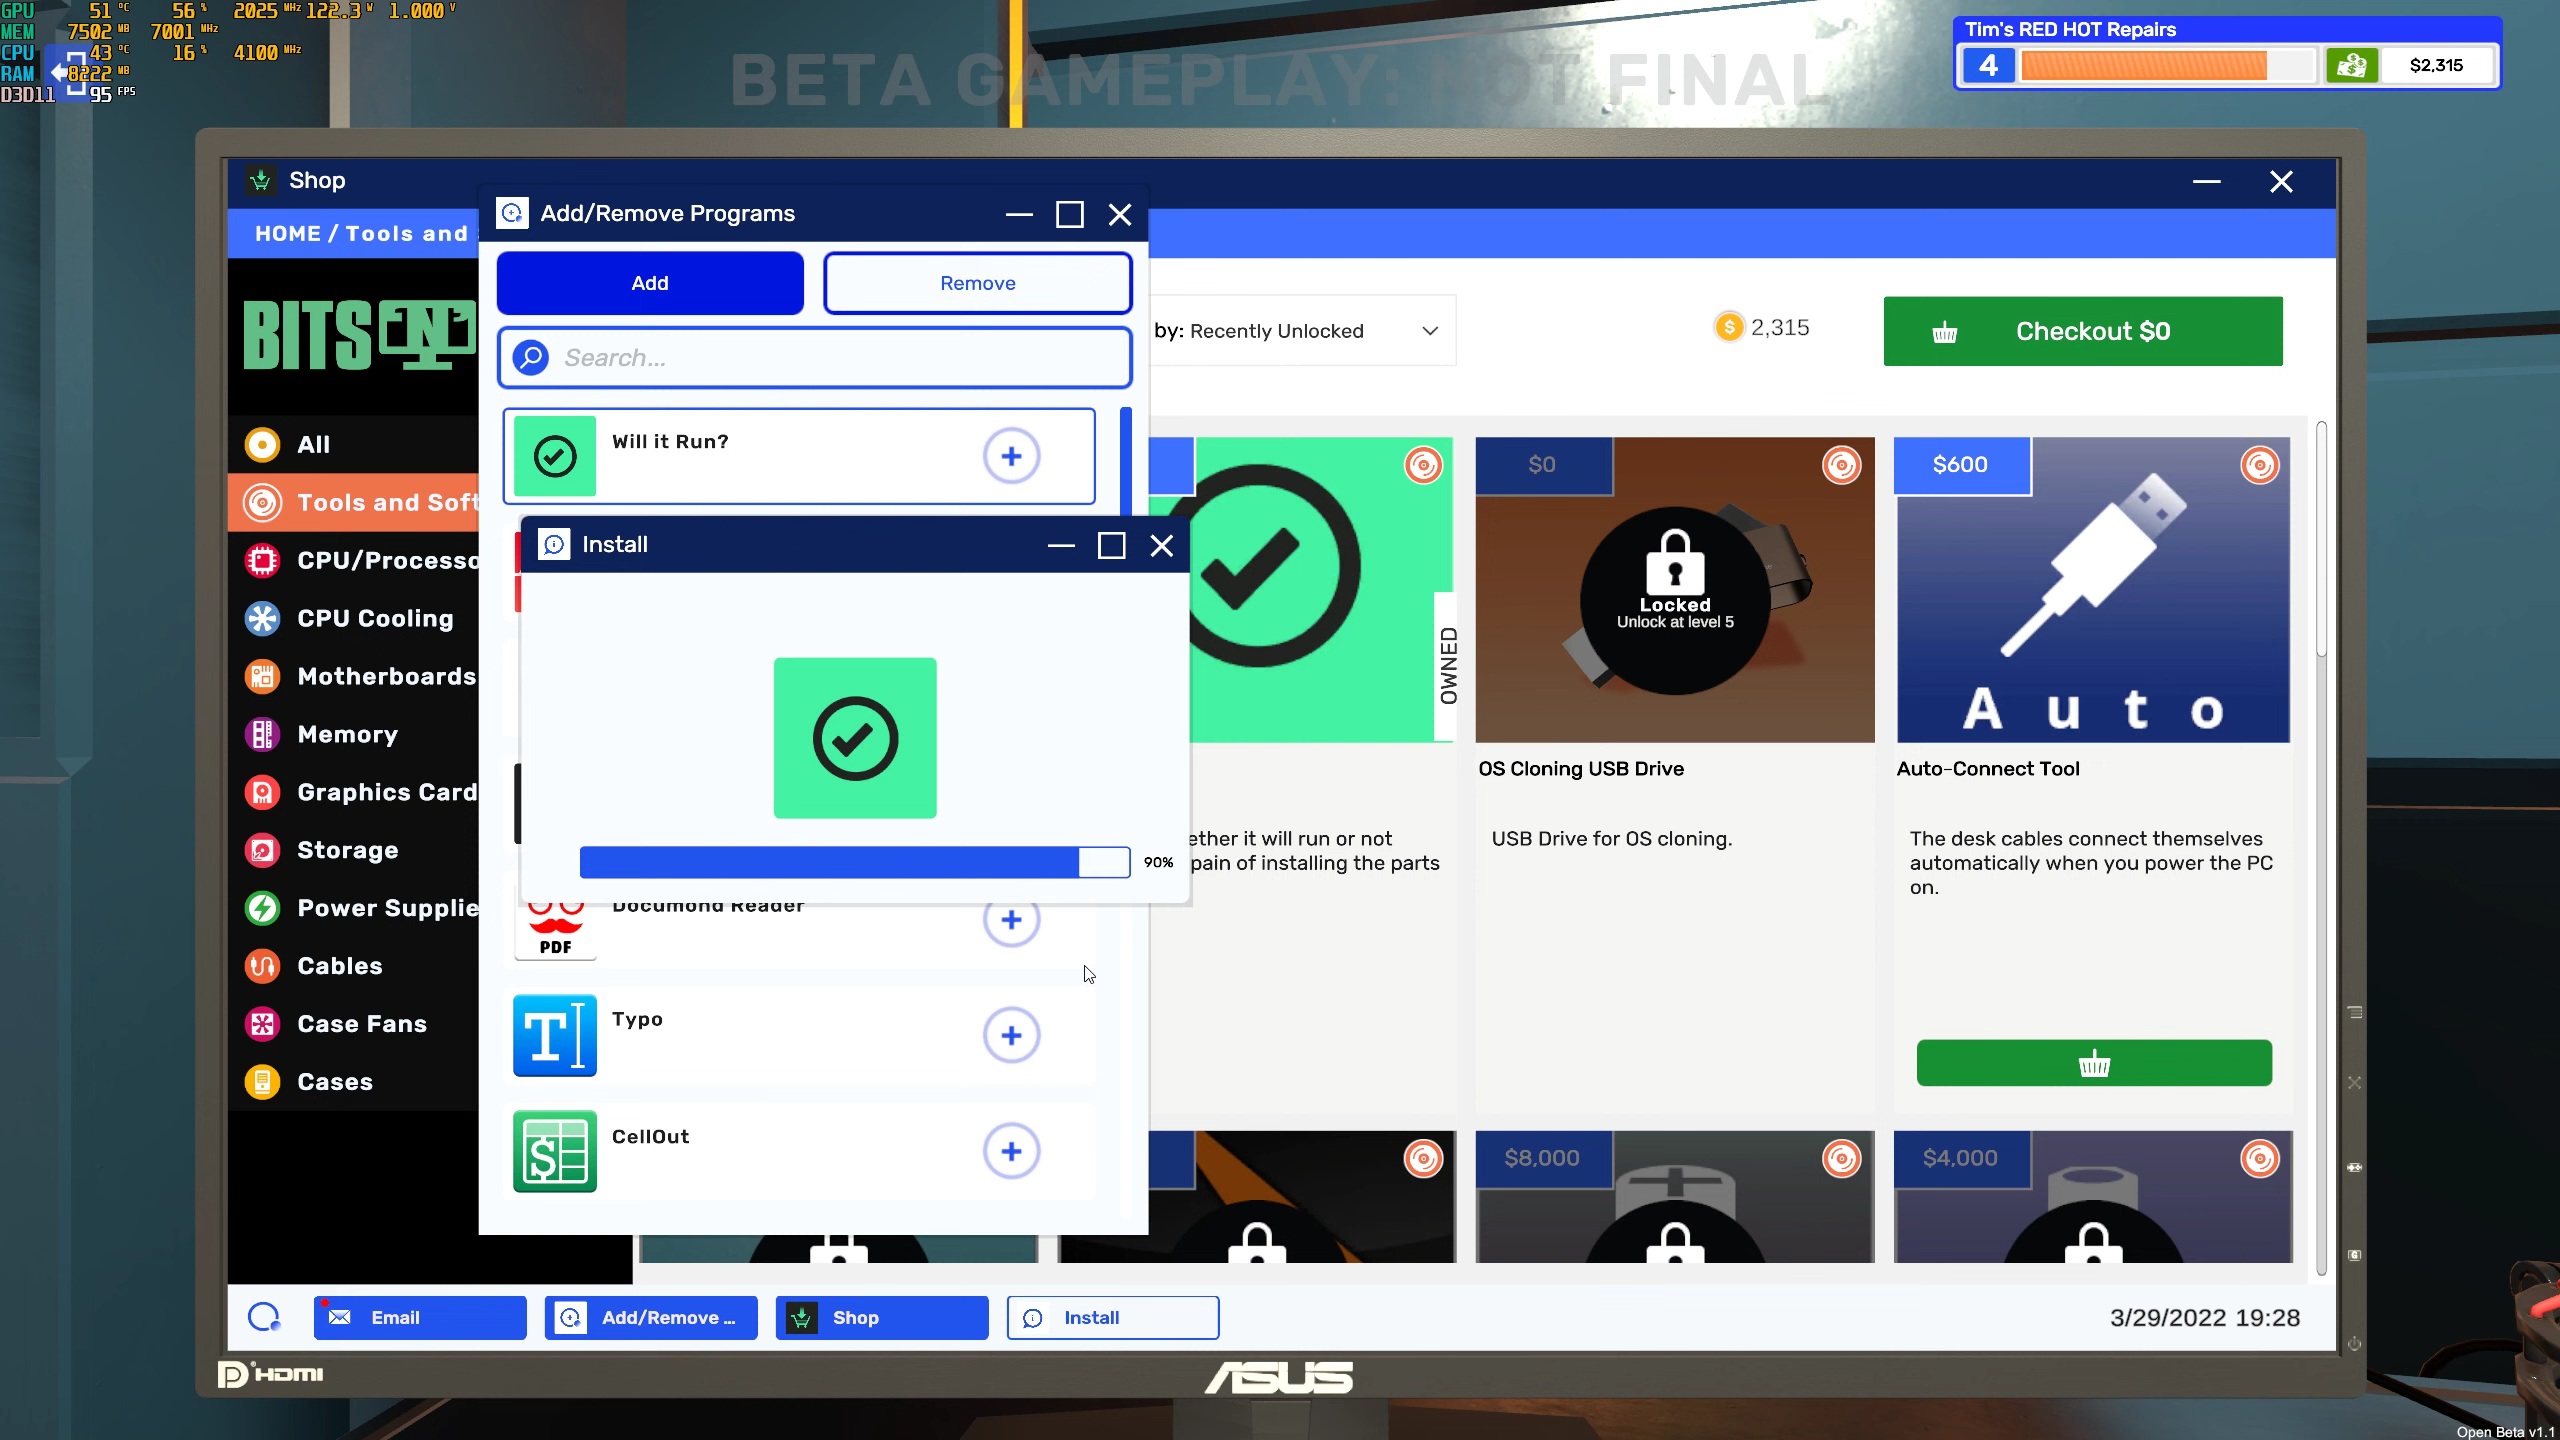 GPU 51 °C 56 % 2025 MHz 122.3 W 1.000 V
MEM 7502 MB 7001 MHz
CPU 43 °C 16 % 4100 MHz
RAM 8222 MB
D3D11 95 FPS
BETA GAMEPLAY: NOT FINAL
Tim's RED HOT Repairs
4
$2,315
Shop
HOME / Tools and
BITS 'N'
All
Tools and Soft
CPU/Processo
CPU Cooling
Motherboards
Memory
Graphics Card
Storage
Power Supplie
Cables
Case Fans
Cases
Add/Remove Programs
Add
Remove
Search...
Will it Run?
Install
90%
Documond Reader
PDF
Typo
CellOut
by: Recently Unlocked
2,315
Checkout $0
OWNED
ether it will run or not
pain of installing the parts
$0
Locked
Unlock at level 5
OS Cloning USB Drive
USB Drive for OS cloning.
$600
Auto
Auto-Connect Tool
The desk cables connect themselves
automatically when you power the PC
on.
$8,000
$4,000
Email
Add/Remove ...
Shop
Install
3/29/2022 19:28
HDMI
ASUS
Open Beta v1.1